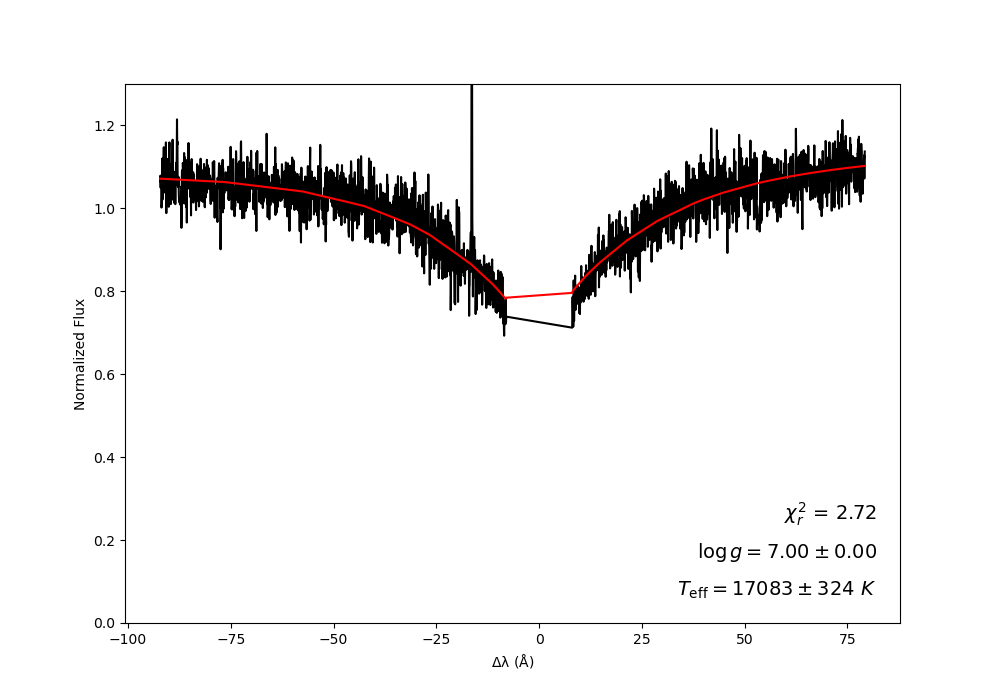 1.2
1.0
0.8
0.6
0.4
0.2
0.0
Normalized Flux
χ²ᵣ = 2.72
log g = 7.00 ± 0.00
T_eff = 17083 ± 324 K
−100 −75 −50 −25 0 25 50 75
Δλ (Å)